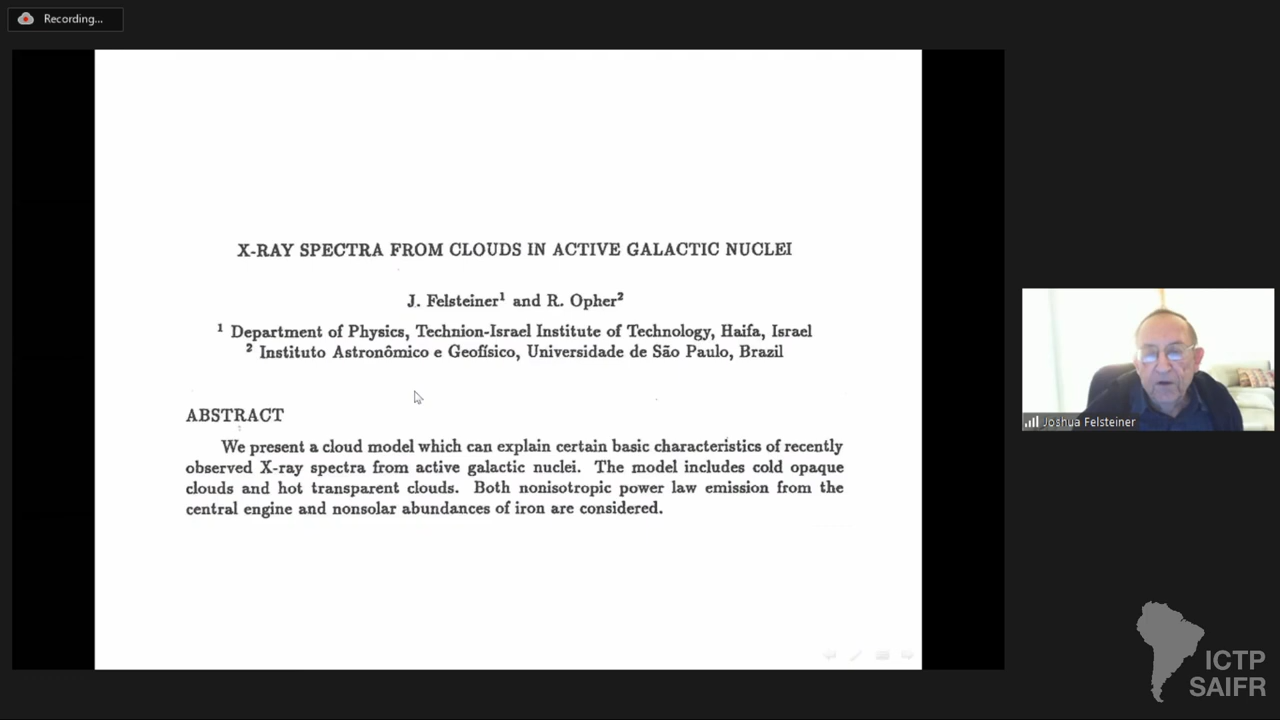 Recording...
X-RAY SPECTRA FROM CLOUDS IN ACTIVE GALACTIC NUCLEI
J. Felsteiner¹ and R. Opher²
¹ Department of Physics, Technion-Israel Institute of Technology, Haifa, Israel
² Instituto Astronômico e Geofísico, Universidade de São Paulo, Brazil
ABSTRACT
We present a cloud model which can explain certain basic characteristics of recently
observed X-ray spectra from active galactic nuclei. The model includes cold opaque
clouds and hot transparent clouds. Both nonisotropic power law emission from the
central engine and nonsolar abundances of iron are considered.
Joshua Felsteiner
ICTP
SAIFR